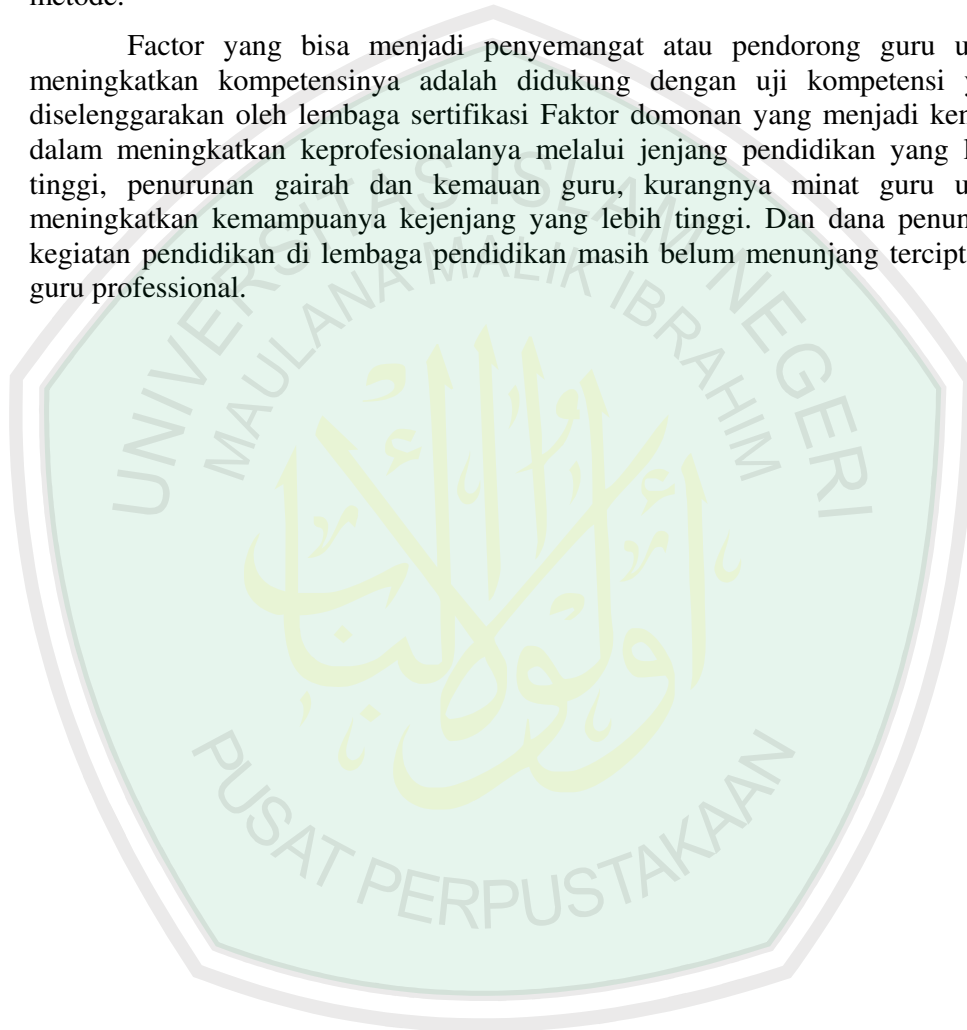 metode.
Factor yang bisa menjadi penyemangat atau pendorong guru
meningkatkan kompetensinya adalah didukung dengan uji kompetensi
diselenggarakan oleh lembaga sertifikasi Faktor domonan yang menjadi
dalam meningkatkan keprofesionalanya melalui jenjang pendidikan yang
tinggi, penurunan gairah dan kemauan guru, kurangnya minat guru
meningkatkan kemampuanya kejenjang yang lebih tinggi. Dan dana
kegiatan pendidikan di lembaga pendidikan masih belum menunjang
guru professional.
UNIVERSITAS ISLAM NEGERI
MAULANA MALIK IBRAHIM
أولوا الألباب
PUSAT PERPUSTAKAAN